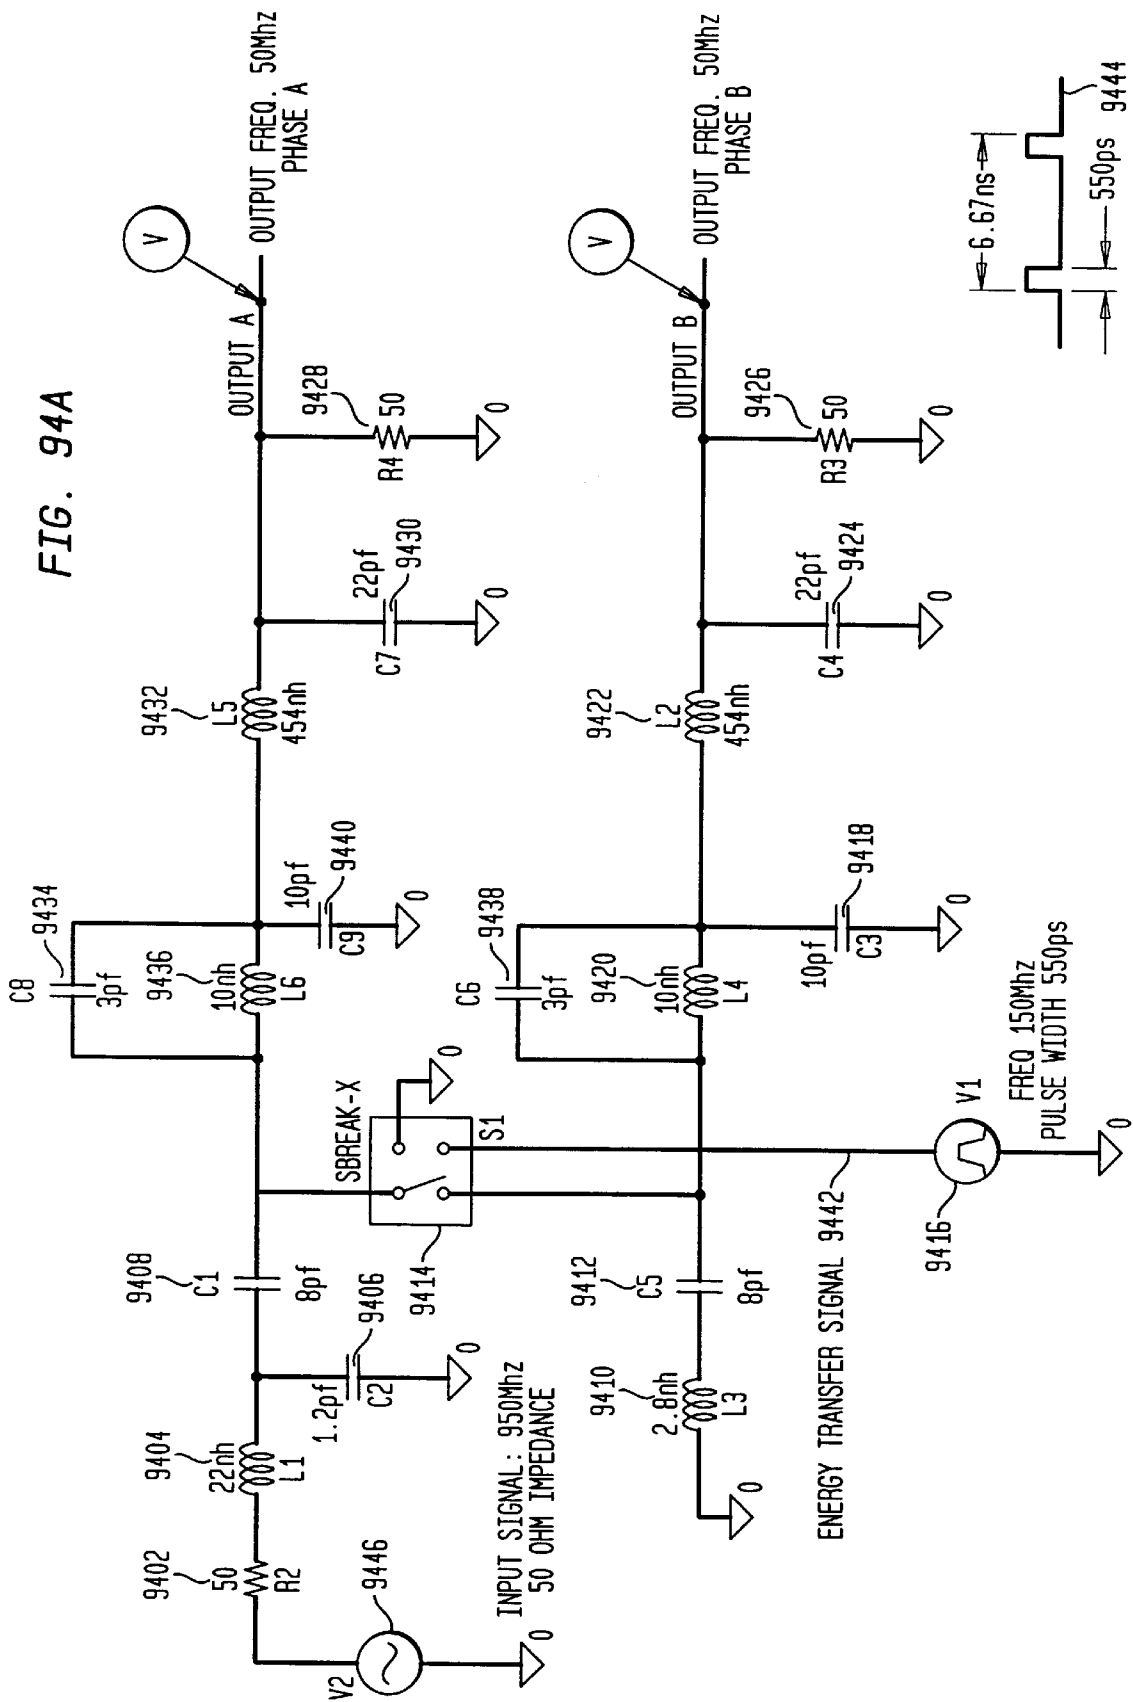 FIG. 94A
9402
50
R2
V2
9446
0
INPUT SIGNAL: 950Mhz
50 OHM IMPEDANCE
9404
22nh
L1
1.2pf
9406
C2
0
9408
C1
8pf
SBREAK-X
S1
9414
0
C8
9434
3pf
9436
10nh
L6
10pf
9440
C9
0
9432
L5
454nh
22pf
9430
C7
0
9428
50
R4
0
OUTPUT A
V
OUTPUT FREQ. 50Mhz
PHASE A
9410
2.8nh
L3
0
9412
C5
8pf
C6
9438
3pf
9420
10nh
L4
10pf
9418
C3
0
9422
L2
454nh
22pf
9424
C4
0
9426
50
R3
0
OUTPUT B
V
OUTPUT FREQ. 50Mhz
PHASE B
ENERGY TRANSFER SIGNAL 9442
9416
V1
FREQ 150Mhz
PULSE WIDTH 550ps
0
6.67ns
550ps
9444